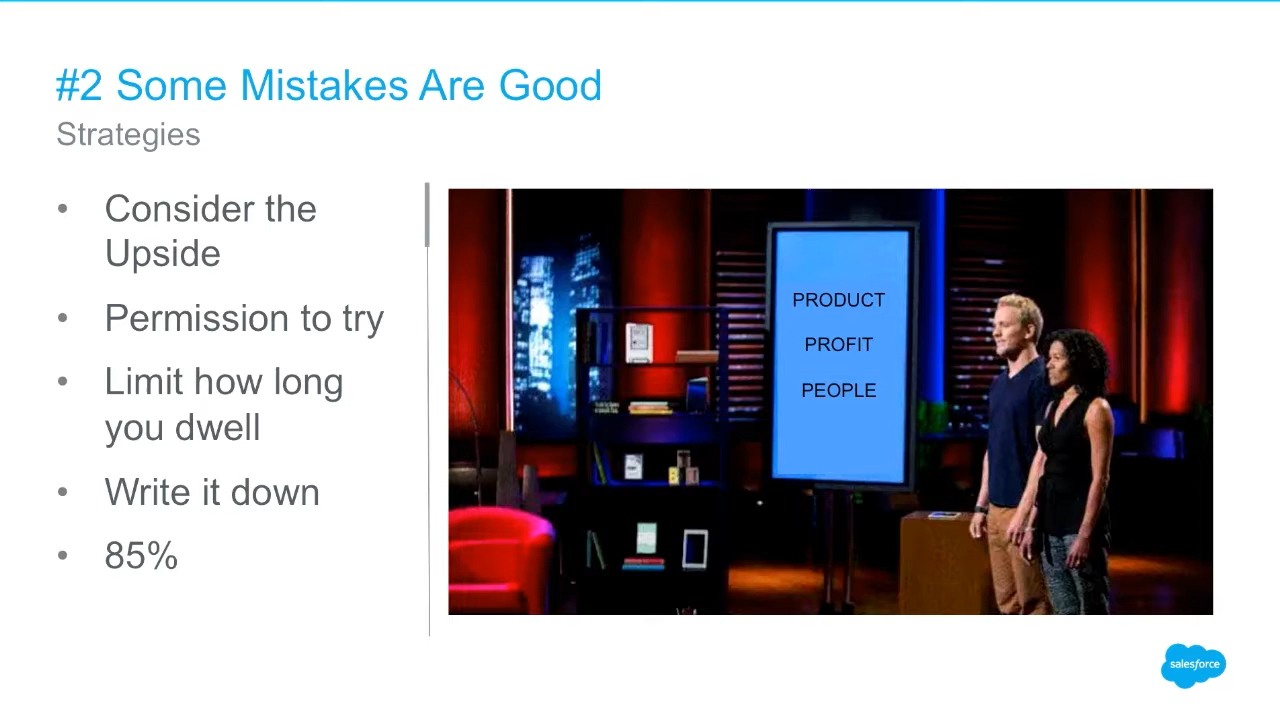 #2 Some Mistakes Are Good
Strategies
• Consider the
Upside
• Permission to try
• Limit how long
you dwell
• Write it down
• 85%
PRODUCT
PROFIT
PEOPLE
salesforce